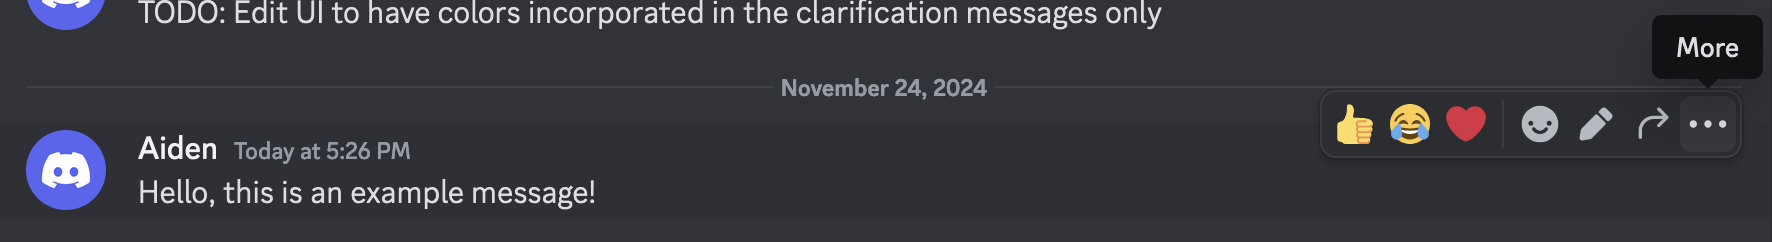 TODO: Edit UI to have colors incorporated in the clarification messages only
More
November 24, 2024
Aiden Today at 5:26 PM
Hello, this is an example message!